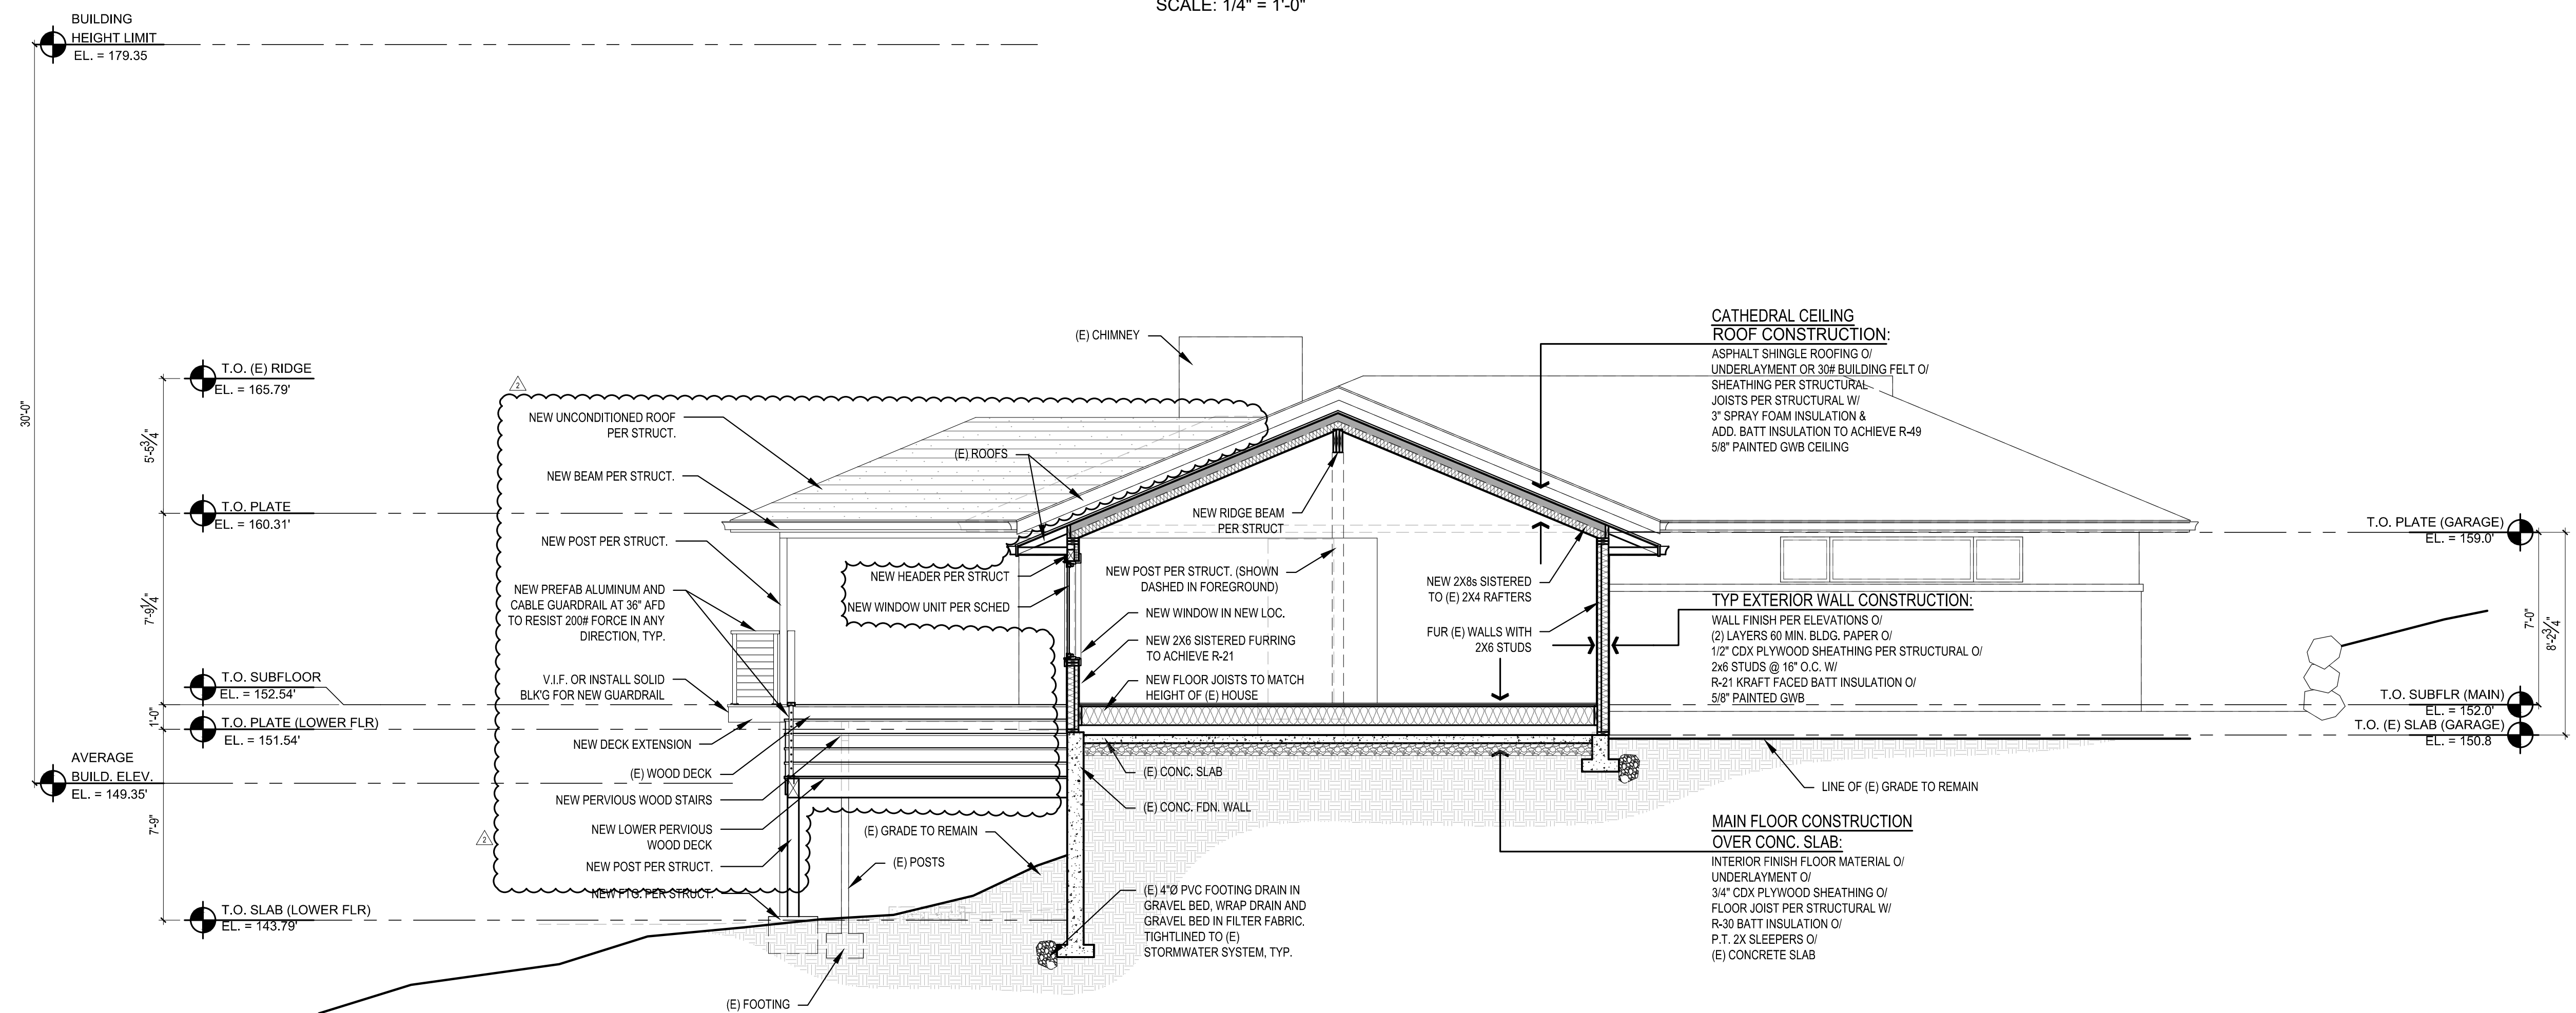 SCALE: 1/4" = 1'-0"
BUILDING
HEIGHT LIMIT
EL. = 179.35
30'-0"
T.O. (E) RIDGE
EL. = 165.79'
5'-5 3/4"
T.O. PLATE
EL. = 160.31'
7'-9 1/4"
T.O. SUBFLOOR
EL. = 152.54'
1'-0"
T.O. PLATE (LOWER FLR)
EL. = 151.54'
AVERAGE
BUILD. ELEV.
EL. = 149.35'
7'-9"
T.O. SLAB (LOWER FLR)
EL. = 143.79'
2
NEW UNCONDITIONED ROOF
PER STRUCT.
NEW BEAM PER STRUCT.
NEW POST PER STRUCT.
NEW PREFAB ALUMINUM AND
CABLE GUARDRAIL AT 36" AFD
TO RESIST 200# FORCE IN ANY
DIRECTION, TYP.
V.I.F. OR INSTALL SOLID
BLK'G FOR NEW GUARDRAIL
NEW DECK EXTENSION
(E) WOOD DECK
NEW PERVIOUS WOOD STAIRS
NEW LOWER PERVIOUS
WOOD DECK
NEW POST PER STRUCT.
NEW FTG. PER STRUCT.
2
(E) FOOTING
(E) CHIMNEY
(E) ROOFS
NEW HEADER PER STRUCT
NEW WINDOW UNIT PER SCHED
(E) GRADE TO REMAIN
(E) POSTS
NEW RIDGE BEAM
PER STRUCT
NEW POST PER STRUCT. (SHOWN
DASHED IN FOREGROUND)
NEW WINDOW IN NEW LOC.
NEW 2X6 SISTERED FURRING
TO ACHIEVE R-21
NEW FLOOR JOISTS TO MATCH
HEIGHT OF (E) HOUSE
(E) CONC. SLAB
(E) CONC. FDN. WALL
(E) 4"Ø PVC FOOTING DRAIN IN
GRAVEL BED, WRAP DRAIN AND
GRAVEL BED IN FILTER FABRIC.
TIGHTLINED TO (E)
STORMWATER SYSTEM, TYP.
NEW 2X8s SISTERED
TO (E) 2X4 RAFTERS
FUR (E) WALLS WITH
2X6 STUDS
CATHEDRAL CEILING
ROOF CONSTRUCTION:
ASPHALT SHINGLE ROOFING O/
UNDERLAYMENT OR 30# BUILDING FELT O/
SHEATHING PER STRUCTURAL
JOISTS PER STRUCTURAL W/
3" SPRAY FOAM INSULATION &
ADD. BATT INSULATION TO ACHIEVE R-49
5/8" PAINTED GWB CEILING
TYP EXTERIOR WALL CONSTRUCTION:
WALL FINISH PER ELEVATIONS O/
(2) LAYERS 60 MIN. BLDG. PAPER O/
1/2" CDX PLYWOOD SHEATHING PER STRUCTURAL O/
2x6 STUDS @ 16" O.C. W/
R-21 KRAFT FACED BATT INSULATION O/
5/8" PAINTED GWB
LINE OF (E) GRADE TO REMAIN
MAIN FLOOR CONSTRUCTION
OVER CONC. SLAB:
INTERIOR FINISH FLOOR MATERIAL O/
UNDERLAYMENT O/
3/4" CDX PLYWOOD SHEATHING O/
FLOOR JOIST PER STRUCTURAL W/
R-30 BATT INSULATION O/
P.T. 2X SLEEPERS O/
(E) CONCRETE SLAB
T.O. PLATE (GARAGE)
EL. = 159.0'
7'-0"
8'-2 3/4"
T.O. SUBFLR (MAIN)
EL. = 152.0'
T.O. (E) SLAB (GARAGE)
EL. = 150.8